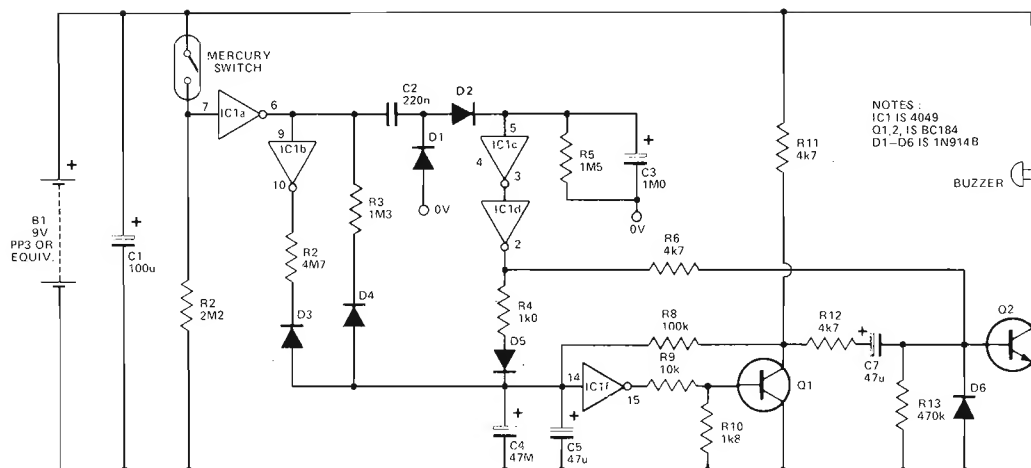 MERCURY
SWITCH
7
IC1a
6
C2
220n
D2
D1
0V
9
IC1b
10
5
IC1c
4
3
IC1d
2
R5
1M5
+
C3
1M0
0V
NOTES :
IC1 IS 4049
Q1,2, IS BC184
D1–D6 IS 1N914B
R11
4k7
BUZZER
+
B1
9V
PP3 OR
EQUIV.
+
C1
100u
R2
2M2
R2
4M7
R3
1M3
D3
D4
R4
1k0
D5
R6
4k7
R8
100k
R9
10k
14
IC1f
15
R10
1k8
Q1
R12
4k7
+
C7
47u
R13
470k
D6
Q2
+
C4
47M
+
C5
47u